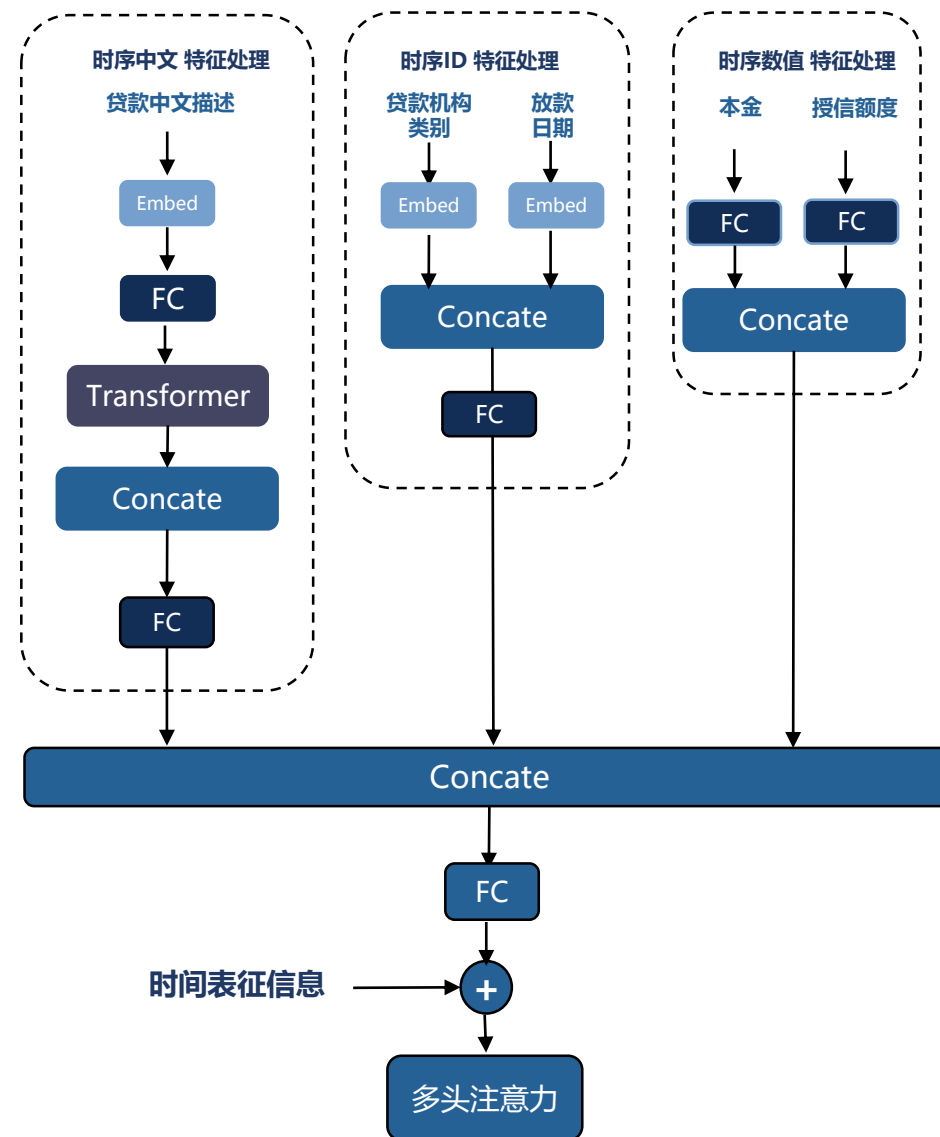 时序中文 特征处理
贷款中文描述
Embed
FC
Transformer
Concate
FC
时序ID 特征处理
贷款机构
类别
放款
日期
Embed
Embed
Concate
FC
时序数值 特征处理
本金
授信额度
FC
FC
Concate
Concate
FC
时间表征信息
+
多头注意力